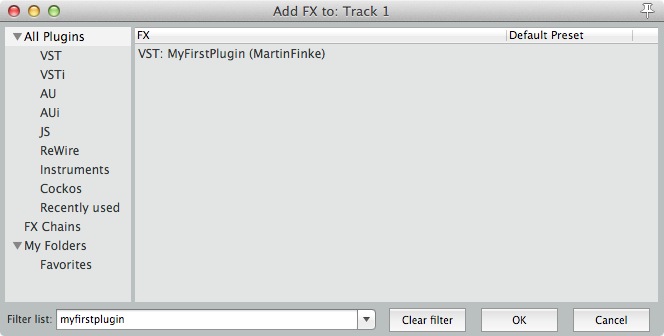 Add FX to: Track 1
All Plugins
VST
VSTi
AU
AUi
JS
ReWire
Instruments
Cockos
Recently used
FX Chains
My Folders
Favorites
FX Default Preset
VST: MyFirstPlugin (MartinFinke)
Filter list: myfirstplugin Clear filter OK Cancel